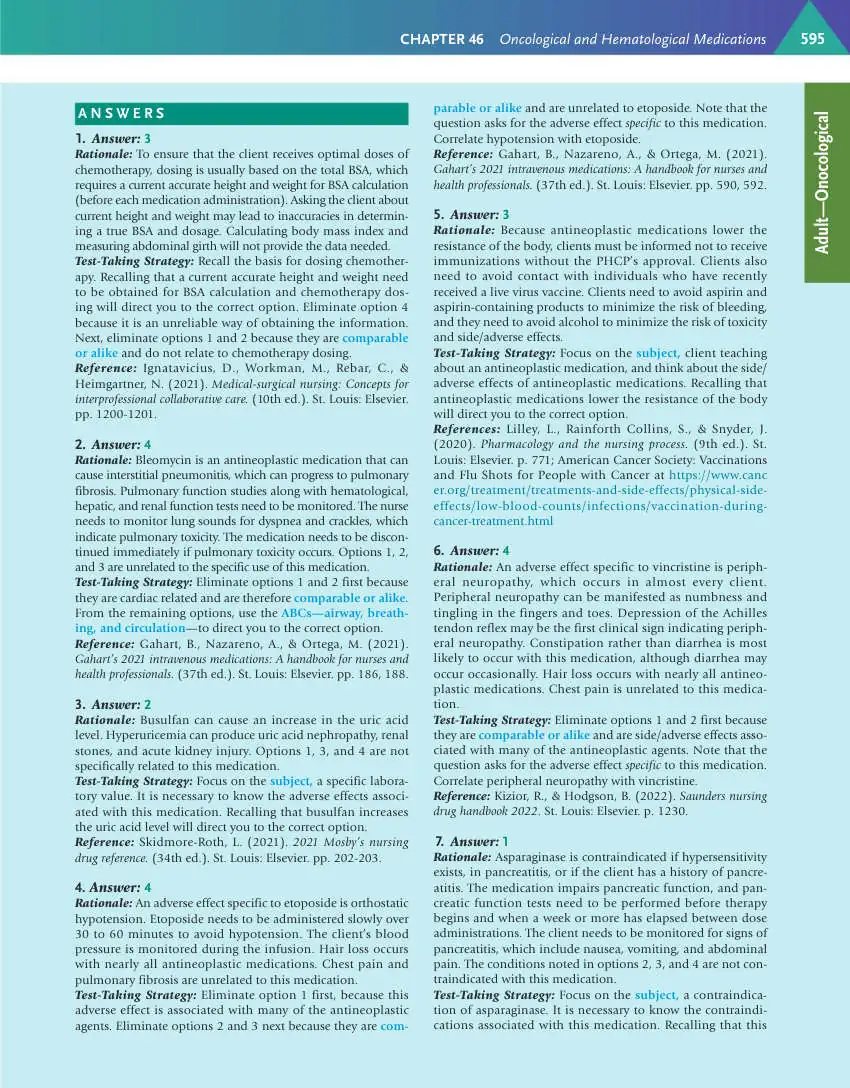 CHAPTER 46 Oncological and Hematological Medications 595
ANSWERS
1. Answer: 3
Rationale: To ensure that the client receives optimal doses of
chemotherapy, dosing is usually based on the total BSA, which
requires a current accurate height and weight for BSA calculation
(before each medication administration). Asking the client about
current height and weight may lead to inaccuracies in determin-
ing a true BSA and dosage. Calculating body mass index and
measuring abdominal girth will not provide the data needed.
Test-Taking Strategy: Recall the basis for dosing chemother-
apy. Recalling that a current accurate height and weight need
to be obtained for BSA calculation and chemotherapy dos-
ing will direct you to the correct option. Eliminate option 4
because it is an unreliable way of obtaining the information.
Next, eliminate options 1 and 2 because they are comparable
or alike and do not relate to chemotherapy dosing.
Reference: Ignatavicius, D., Workman, M., Rebar, C., &
Heimgartner, N. (2021). Medical-surgical nursing: Concepts for
interprofessional collaborative care. (10th ed.). St. Louis: Elsevier.
pp. 1200-1201.
2. Answer: 4
Rationale: Bleomycin is an antineoplastic medication that can
cause interstitial pneumonitis, which can progress to pulmonary
fibrosis. Pulmonary function studies along with hematological,
hepatic, and renal function tests need to be monitored. The nurse
needs to monitor lung sounds for dyspnea and crackles, which
indicate pulmonary toxicity. The medication needs to be discon-
tinued immediately if pulmonary toxicity occurs. Options 1, 2,
and 3 are unrelated to the specific use of this medication.
Test-Taking Strategy: Eliminate options 1 and 2 first because
they are cardiac related and are therefore comparable or alike.
From the remaining options, use the ABCs—airway, breath-
ing, and circulation—to direct you to the correct option.
Reference: Gahart, B., Nazareno, A., & Ortega, M. (2021).
Gahart's 2021 intravenous medications: A handbook for nurses and
health professionals. (37th ed.). St. Louis: Elsevier. pp. 186, 188.
3. Answer: 2
Rationale: Busulfan can cause an increase in the uric acid
level. Hyperuricemia can produce uric acid nephropathy, renal
stones, and acute kidney injury. Options 1, 3, and 4 are not
specifically related to this medication.
Test-Taking Strategy: Focus on the subject, a specific labora-
tory value. It is necessary to know the adverse effects associ-
ated with this medication. Recalling that busulfan increases
the uric acid level will direct you to the correct option.
Reference: Skidmore-Roth, L. (2021). 2021 Mosby's nursing
drug reference. (34th ed.). St. Louis: Elsevier. pp. 202-203.
4. Answer: 4
Rationale: An adverse effect specific to etoposide is orthostatic
hypotension. Etoposide needs to be administered slowly over
30 to 60 minutes to avoid hypotension. The client's blood
pressure is monitored during the infusion. Hair loss occurs
with nearly all antineoplastic medications. Chest pain and
pulmonary fibrosis are unrelated to this medication.
Test-Taking Strategy: Eliminate option 1 first, because this
adverse effect is associated with many of the antineoplastic
agents. Eliminate options 2 and 3 next because they are com-
parable or alike and are unrelated to etoposide. Note that the
question asks for the adverse effect specific to this medication.
Correlate hypotension with etoposide.
Reference: Gahart, B., Nazareno, A., & Ortega, M. (2021).
Gahart's 2021 intravenous medications: A handbook for nurses and
health professionals. (37th ed.). St. Louis: Elsevier. pp. 590, 592.
5. Answer: 3
Rationale: Because antineoplastic medications lower the
resistance of the body, clients must be informed not to receive
immunizations without the PHCP's approval. Clients also
need to avoid contact with individuals who have recently
received a live virus vaccine. Clients need to avoid aspirin and
aspirin-containing products to minimize the risk of bleeding,
and they need to avoid alcohol to minimize the risk of toxicity
and side/adverse effects.
Test-Taking Strategy: Focus on the subject, client teaching
about an antineoplastic medication, and think about the side/
adverse effects of antineoplastic medications. Recalling that
antineoplastic medications lower the resistance of the body
will direct you to the correct option.
References: Lilley, L., Rainforth Collins, S., & Snyder, J.
(2020). Pharmacology and the nursing process. (9th ed.). St.
Louis: Elsevier. p. 771; American Cancer Society: Vaccinations
and Flu Shots for People with Cancer at https://www.canc
er.org/treatment/treatments-and-side-effects/physical-side-
effects/low-blood-counts/infections/vaccination-during-
cancer-treatment.html
6. Answer: 4
Rationale: An adverse effect specific to vincristine is periph-
eral neuropathy, which occurs in almost every client.
Peripheral neuropathy can be manifested as numbness and
tingling in the fingers and toes. Depression of the Achilles
tendon reflex may be the first clinical sign indicating periph-
eral neuropathy. Constipation rather than diarrhea is most
likely to occur with this medication, although diarrhea may
occur occasionally. Hair loss occurs with nearly all antineo-
plastic medications. Chest pain is unrelated to this medica-
tion.
Test-Taking Strategy: Eliminate options 1 and 2 first because
they are comparable or alike and are side/adverse effects asso-
ciated with many of the antineoplastic agents. Note that the
question asks for the adverse effect specific to this medication.
Correlate peripheral neuropathy with vincristine.
Reference: Kizior, R., & Hodgson, B. (2022). Saunders nursing
drug handbook 2022. St. Louis: Elsevier. p. 1230.
7. Answer: 1
Rationale: Asparaginase is contraindicated if hypersensitivity
exists, in pancreatitis, or if the client has a history of pancre-
atitis. The medication impairs pancreatic function, and pan-
creatic function tests need to be performed before therapy
begins and when a week or more has elapsed between dose
administrations. The client needs to be monitored for signs of
pancreatitis, which include nausea, vomiting, and abdominal
pain. The conditions noted in options 2, 3, and 4 are not con-
traindicated with this medication.
Test-Taking Strategy: Focus on the subject, a contraindica-
tion of asparaginase. It is necessary to know the contraindi-
cations associated with this medication. Recalling that this
Adult—Onocological